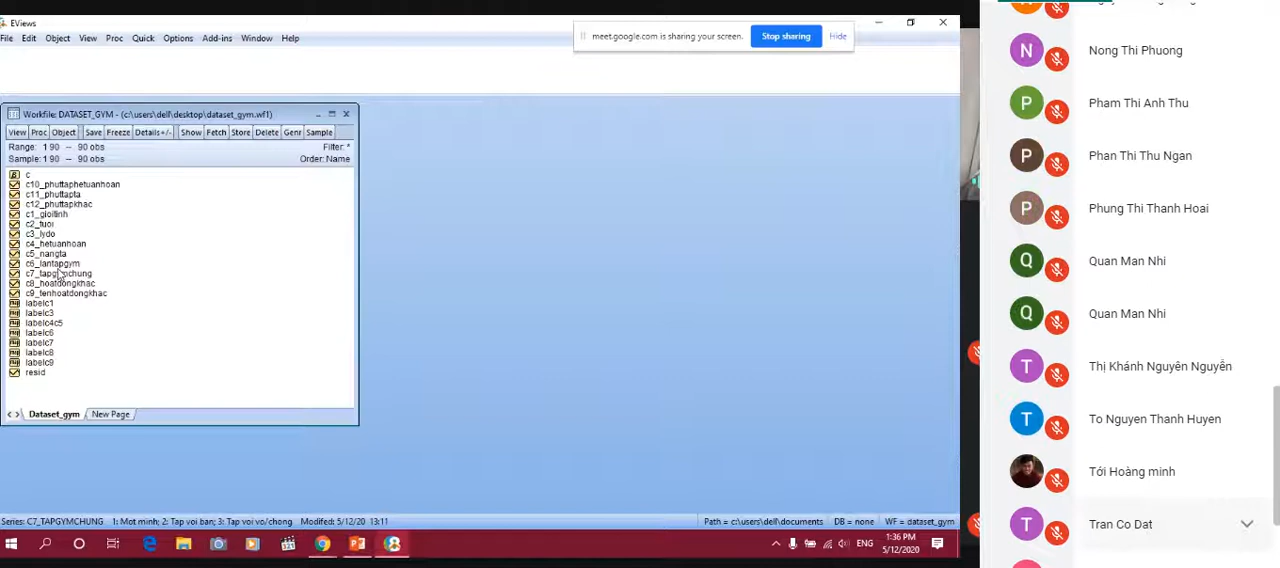 EViews
File Edit Object View Proc Quick Options Add-ins Window Help
meet.google.com is sharing your screen. Stop sharing Hide
Workfile: DATASET_GYM - (c:\users\dell\desktop\dataset_gym.wf1)
View Proc Object Save Freeze Details+/- Show Fetch Store Delete Genr Sample
Range: 1 90 -- 90 obs Filter: *
Sample: 1 90 -- 90 obs Order: Name
c
c10_phuttaphetuanhoan
c11_phuttapta
c12_phuttapkhac
c1_gioitinh
c2_tuoi
c3_lydo
c4_hetuanhoan
c5_nangta
c6_lantapgym
c7_tapgymchung
c8_hoatdongkhac
c9_tenhoatdongkhac
labelc1
labelc3
labelc4c5
labelc6
labelc7
labelc8
labelc9
resid
Dataset_gym New Page
Series: C7_TAPGYMCHUNG 1: Mot minh; 2: Tap voi ban; 3: Tap voi vo/chong Modifed: 5/12/20 13:11
Path = c:\users\dell\documents DB = none WF = dataset_gym
ENG
1:36 PM
5/12/2020
N Nong Thi Phuong
P Pham Thi Anh Thu
P Phan Thi Thu Ngan
P Phung Thi Thanh Hoai
Q Quan Man Nhi
Q Quan Man Nhi
T Thị Khánh Nguyên Nguyễn
T To Nguyen Thanh Huyen
Tới Hoàng minh
T Tran Co Dat